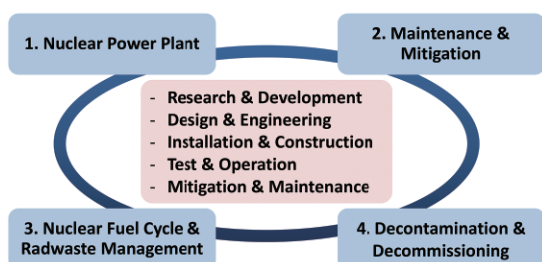 1. Nuclear Power Plant
2. Maintenance &
Mitigation
- Research & Development
- Design & Engineering
- Installation & Construction
- Test & Operation
- Mitigation & Maintenance
3. Nuclear Fuel Cycle &
Radwaste Management
4. Decontamination &
Decommissioning